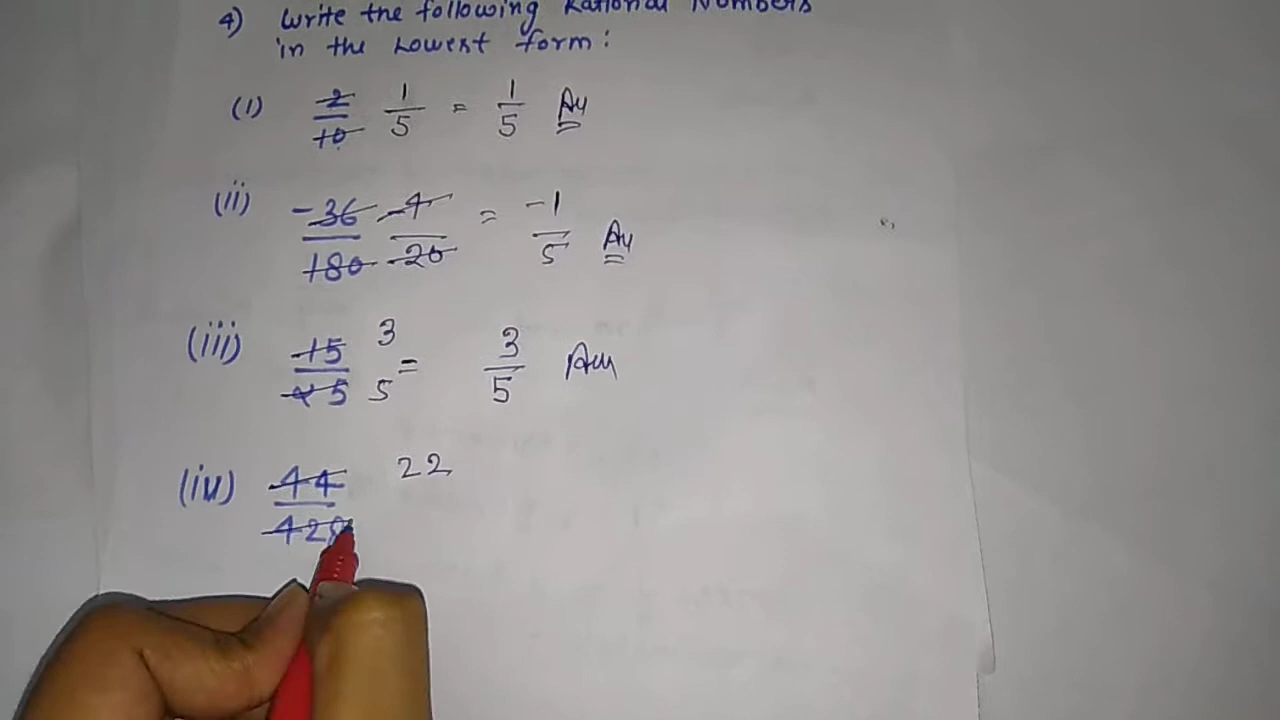 4) Write the following Rational Numbers
in the Lowest form:
(i) 2/10 1/5 = 1/5 Ans
(ii) -36/180 -4/20 = -1/5 Ans
(iii) 15/25 3/5 = 3/5 Ans
(iv) 44/428 22